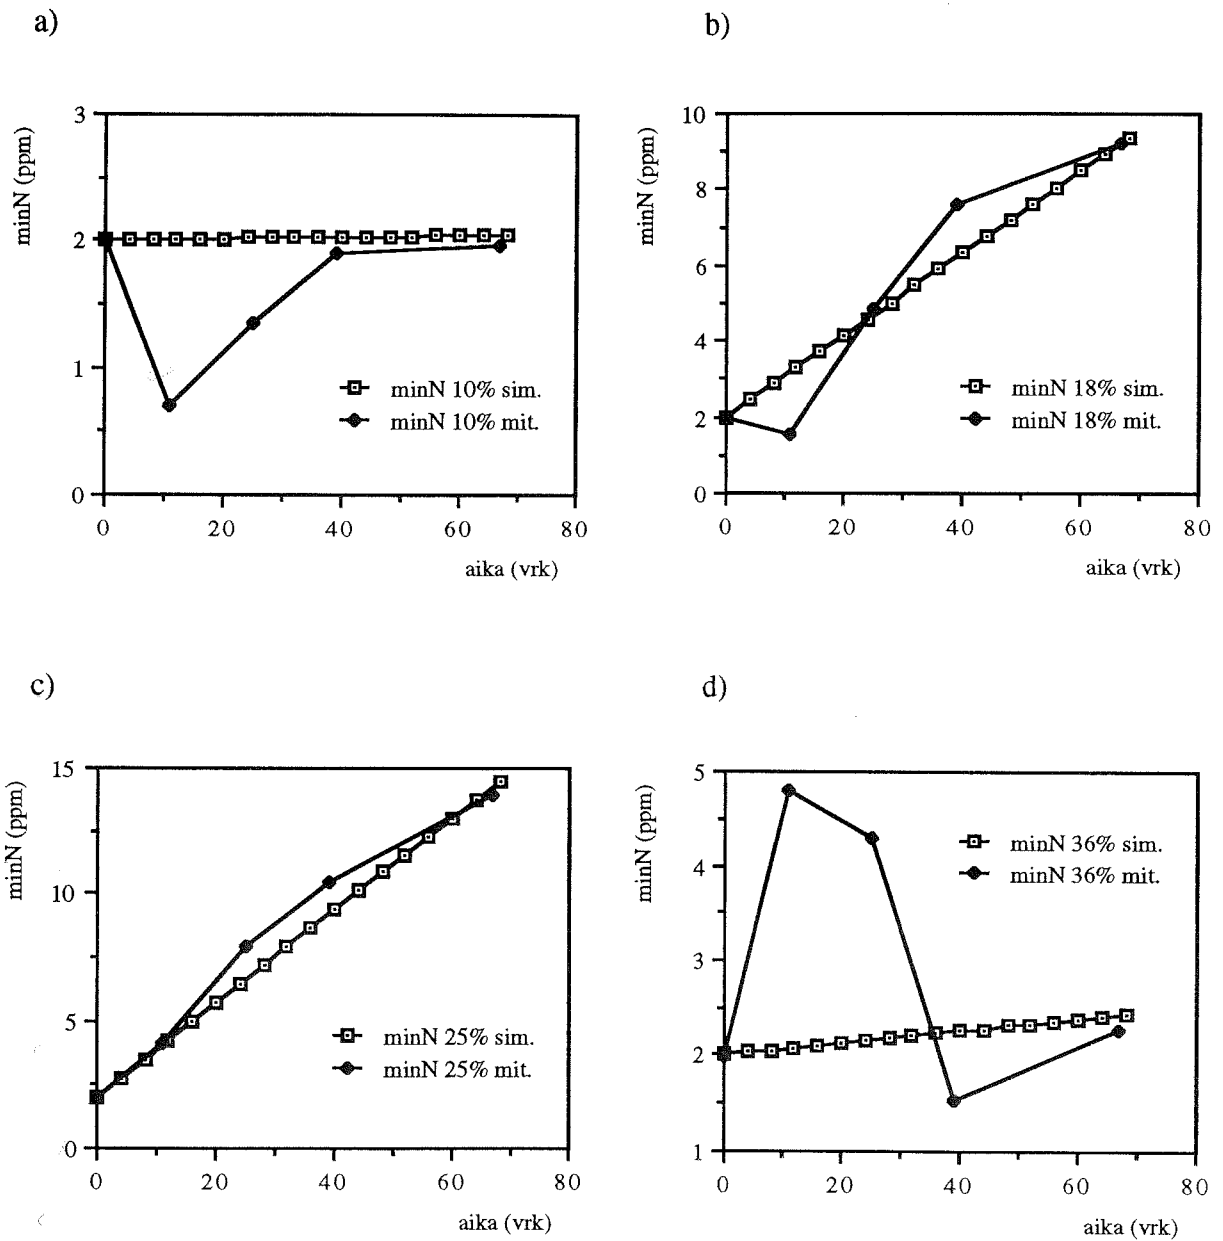 a)
minN (ppm)
3
2
1
0
minN 10% sim.
minN 10% mit.
0 20 40 60 80
aika (vrk)
b)
minN (ppm)
10
8
6
4
2
0
minN 18% sim.
minN 18% mit.
0 20 40 60 80
aika (vrk)
c)
minN (ppm)
15
10
5
0
minN 25% sim.
minN 25% mit.
0 20 40 60 80
aika (vrk)
d)
minN (ppm)
5
4
3
2
1
minN 36% sim.
minN 36% mit.
0 20 40 60 80
aika (vrk)